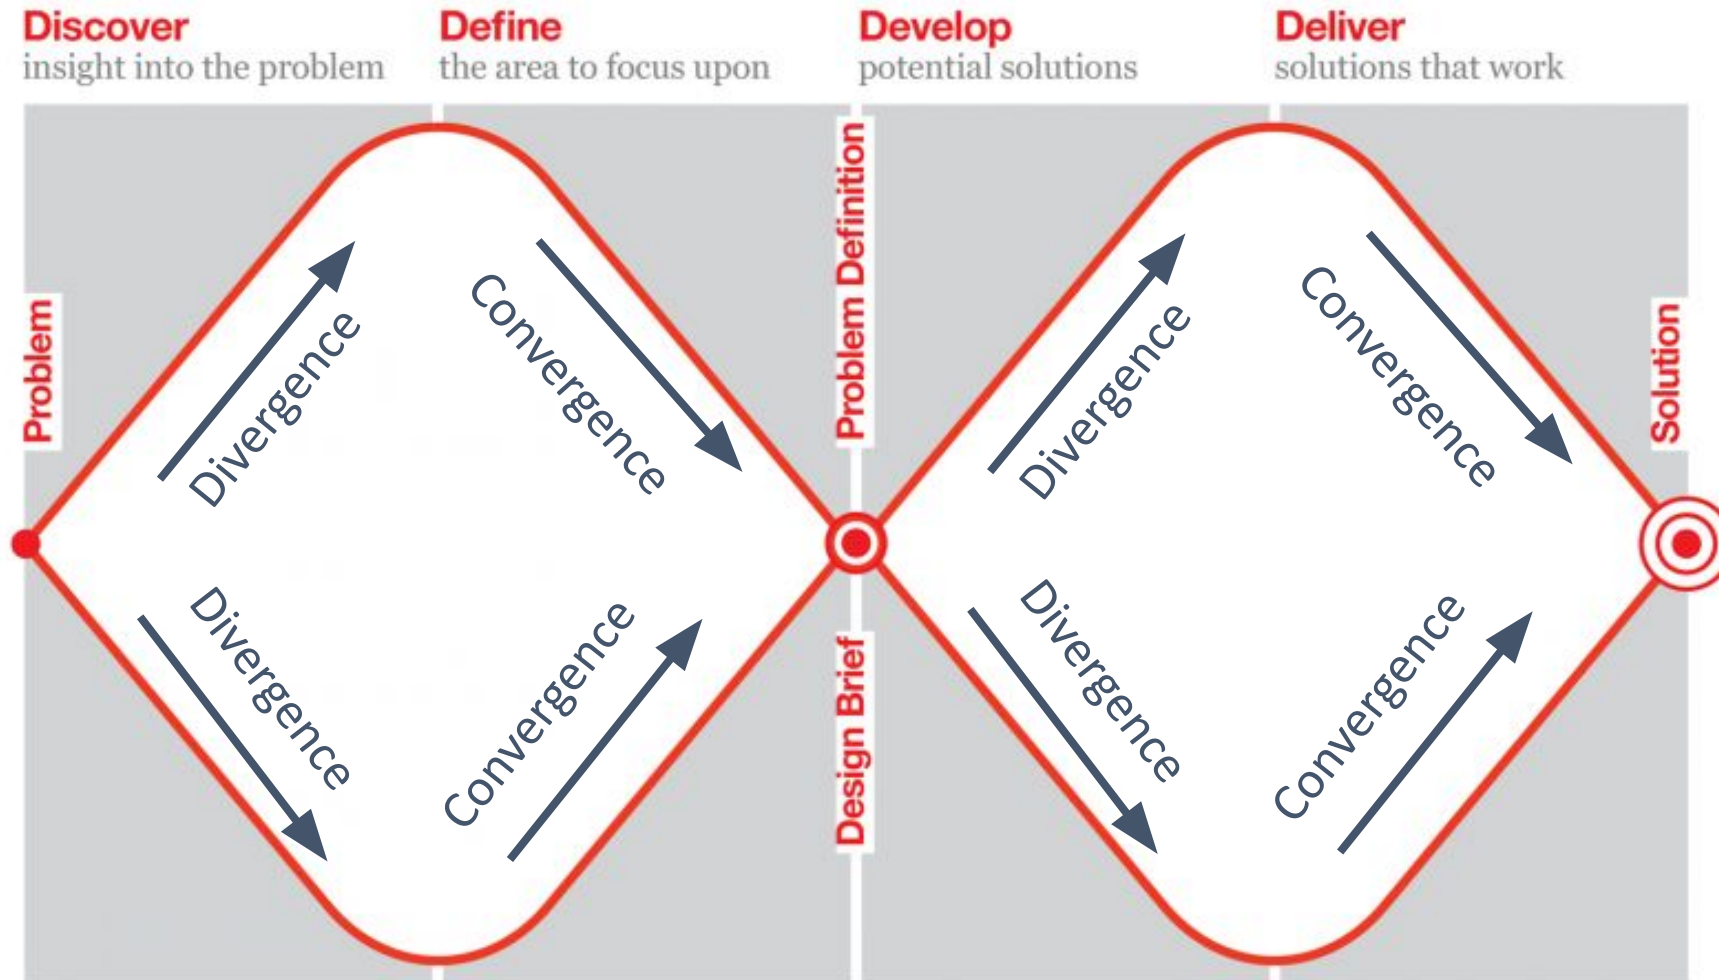 Discover
insight into the problem
Define
the area to focus upon
Develop
potential solutions
Deliver
solutions that work
Problem
Divergence
Convergence
Divergence
Convergence
Problem Definition
Design Brief
Divergence
Convergence
Divergence
Convergence
Solution